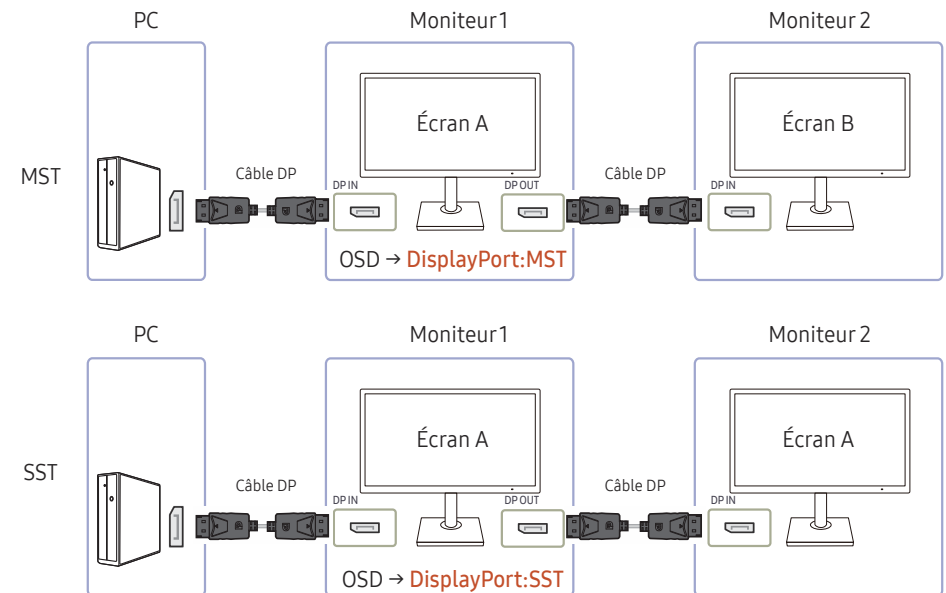 PC
Moniteur 1
Moniteur 2
Écran A
Écran B
MST
Câble DP
DP IN
DP OUT
Câble DP
DP IN
OSD → DisplayPort:MST
PC
Moniteur 1
Moniteur 2
Écran A
Écran A
SST
Câble DP
DP IN
DP OUT
Câble DP
DP IN
OSD → DisplayPort:SST